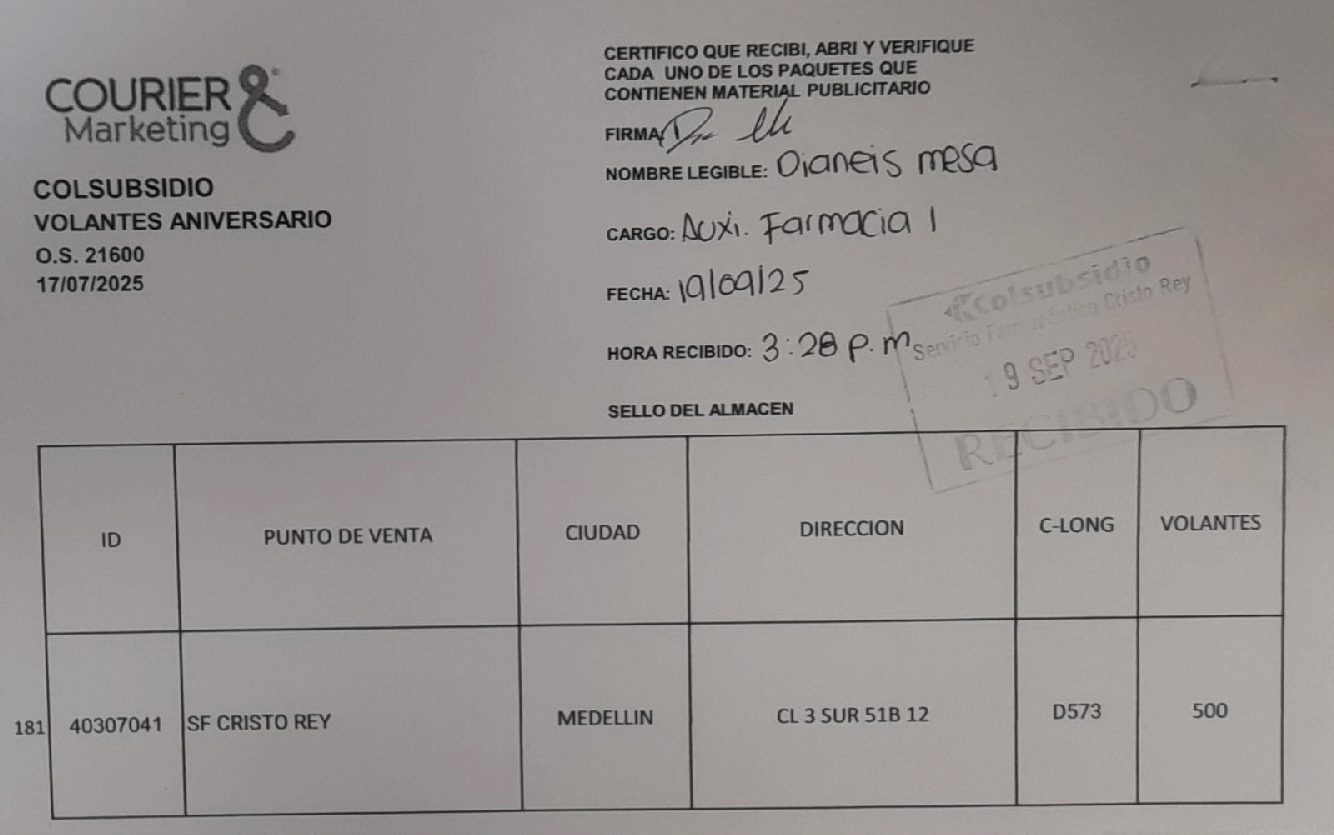 COURIER &
Marketing
COLSUBSIDIO
VOLANTES ANIVERSARIO
O.S. 21600
17/07/2025
CERTIFICO QUE RECIBI, ABRI Y VERIFIQUE
CADA UNO DE LOS PAQUETES QUE
CONTIENEN MATERIAL PUBLICITARIO
FIRMA
NOMBRE LEGIBLE: Dianeis mesa
CARGO: Auxi. Farmacia 1
FECHA: 19/09/25
HORA RECIBIDO: 3:28 p.m
SELLO DEL ALMACEN
Colsubsidio
Servicio Farmacéutico Cristo Rey
19 SEP 2025
RECIBIDO
ID PUNTO DE VENTA CIUDAD DIRECCION C-LONG VOLANTES
181 40307041 SF CRISTO REY MEDELLIN CL 3 SUR 51B 12 D573 500